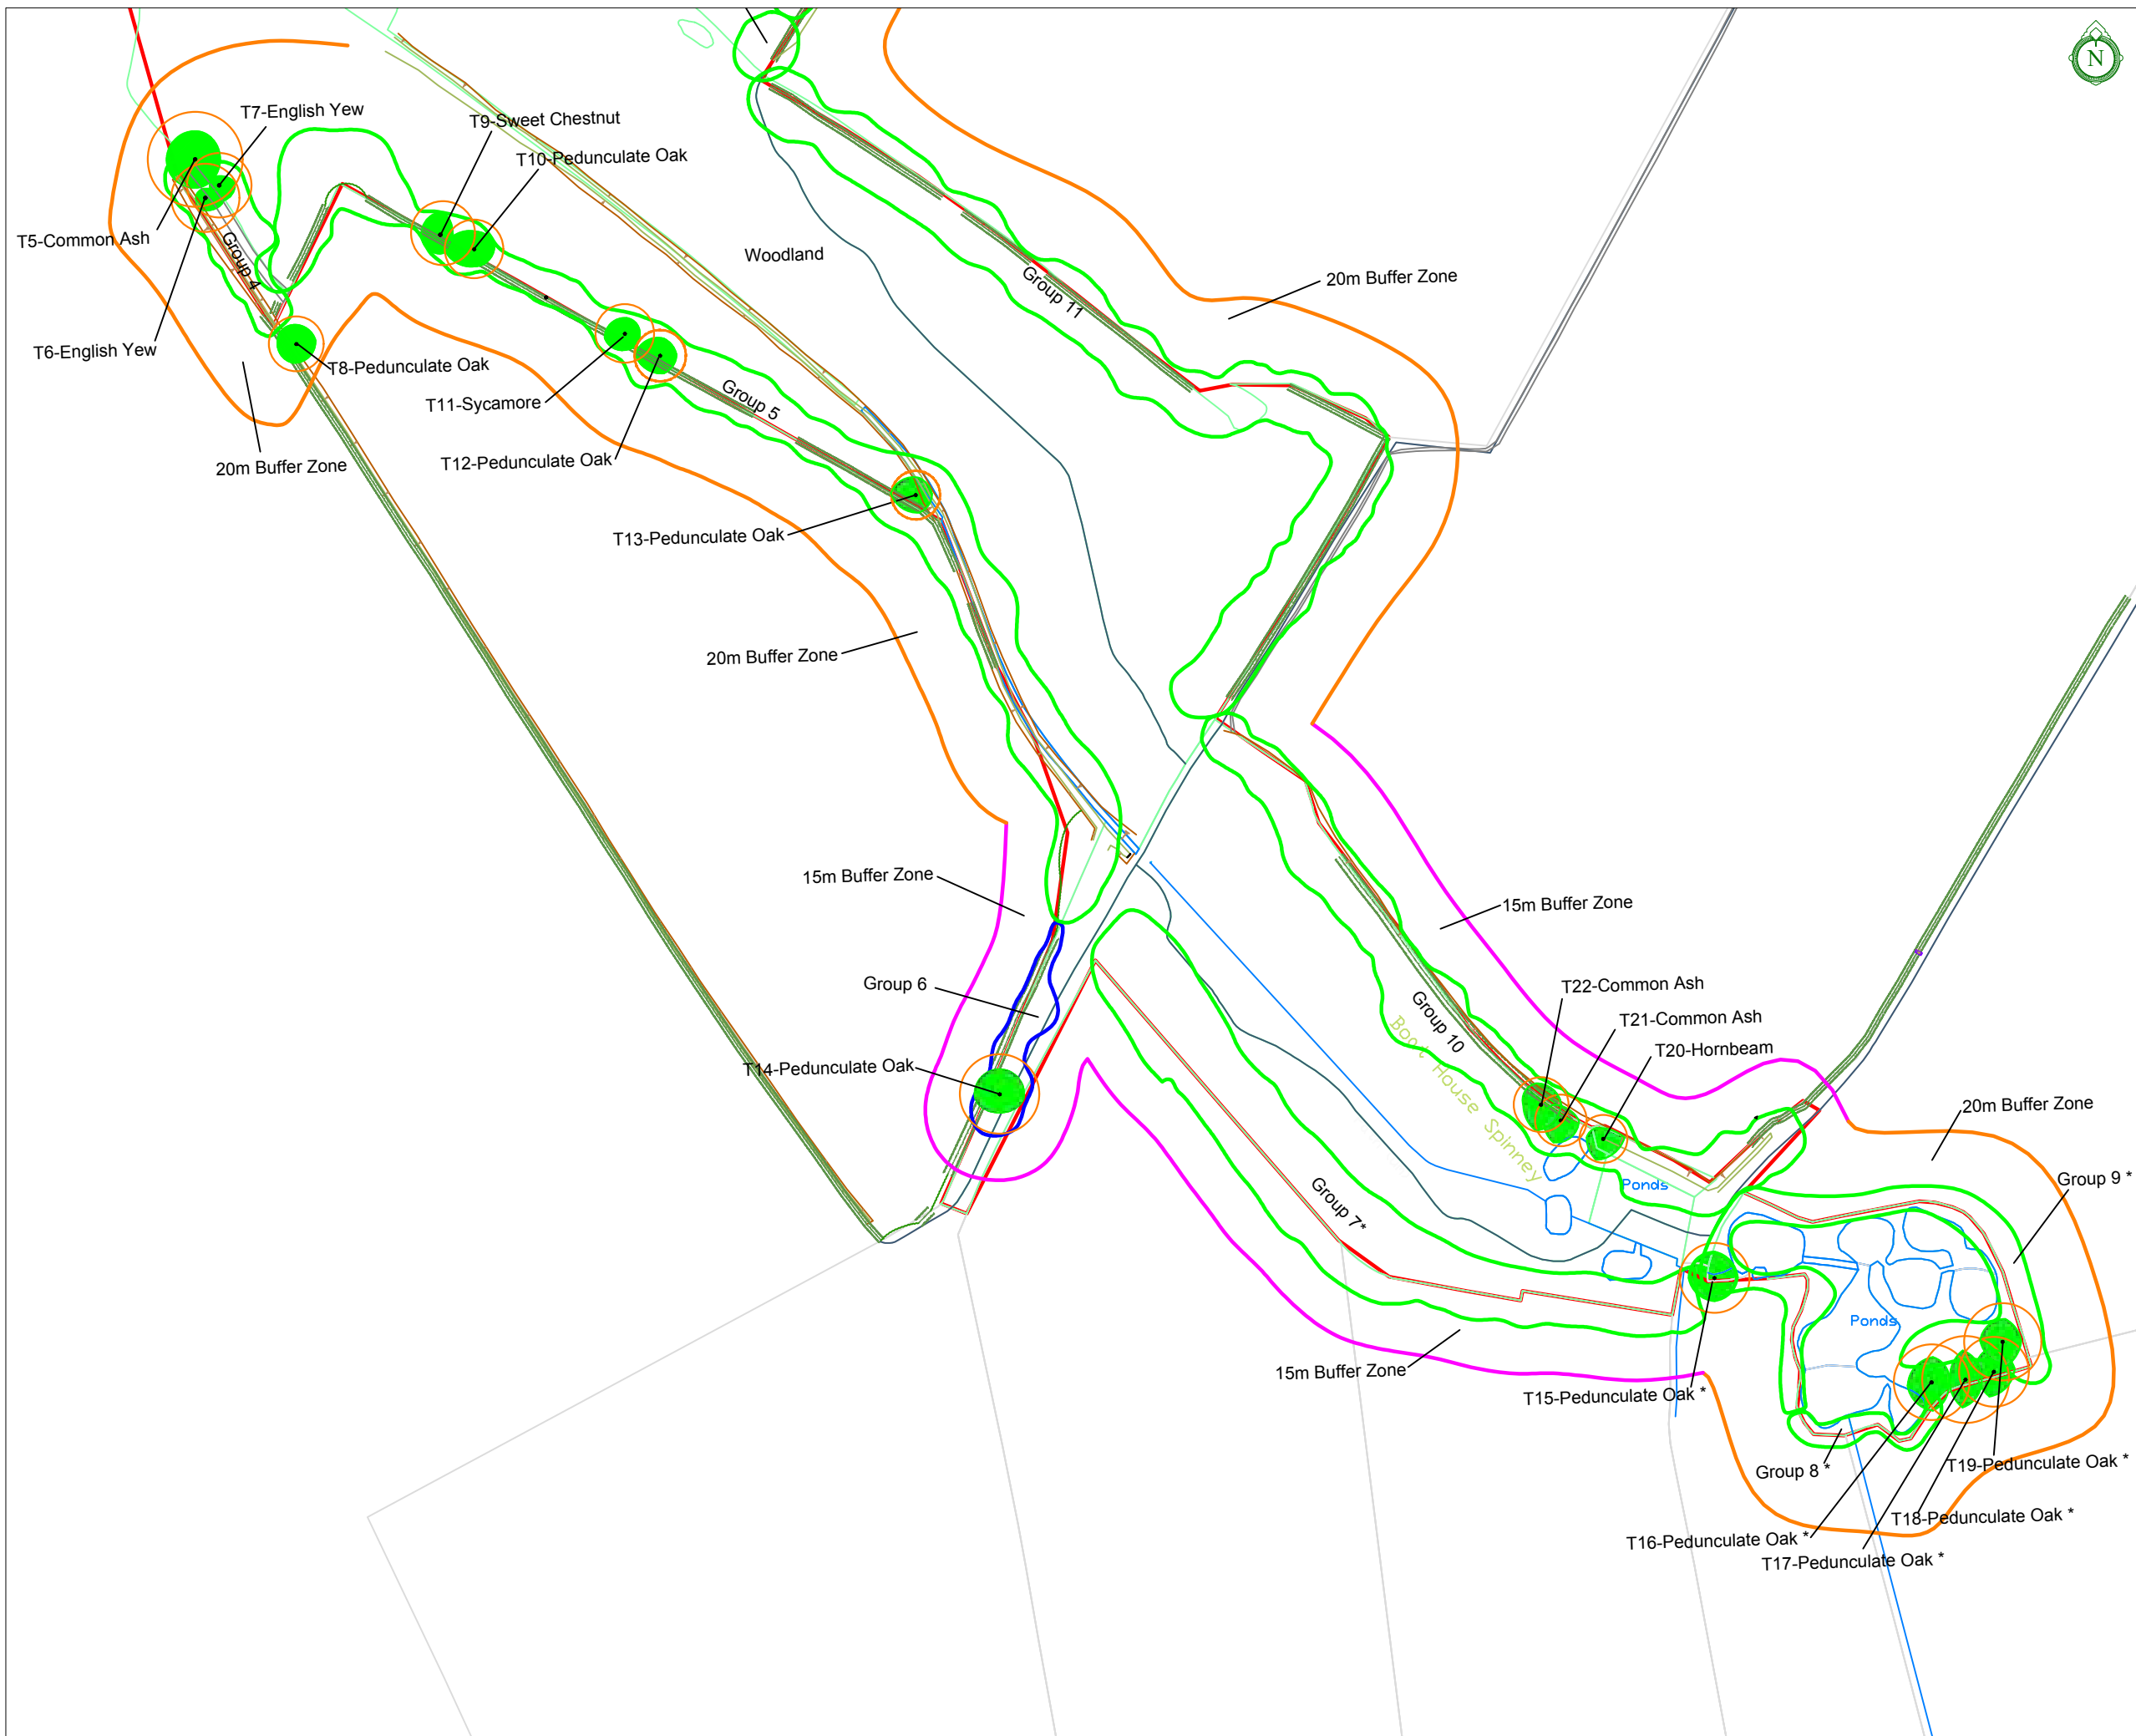 N
T7-English Yew
T9-Sweet Chestnut
T10-Pedunculate Oak
T5-Common Ash
Group 4
Woodland
20m Buffer Zone
Group 11
T6-English Yew
T8-Pedunculate Oak
T11-Sycamore
Group 5
20m Buffer Zone
T12-Pedunculate Oak
T13-Pedunculate Oak
20m Buffer Zone
15m Buffer Zone
15m Buffer Zone
Group 6
T22-Common Ash
Group 10
T21-Common Ash
Boat House Spinney
T20-Hornbeam
T14-Pedunculate Oak
20m Buffer Zone
Group 9 *
Ponds
Group 7*
Ponds
15m Buffer Zone
T15-Pedunculate Oak *
Group 8 *
T19-Pedunculate Oak *
T18-Pedunculate Oak *
T16-Pedunculate Oak *
T17-Pedunculate Oak *